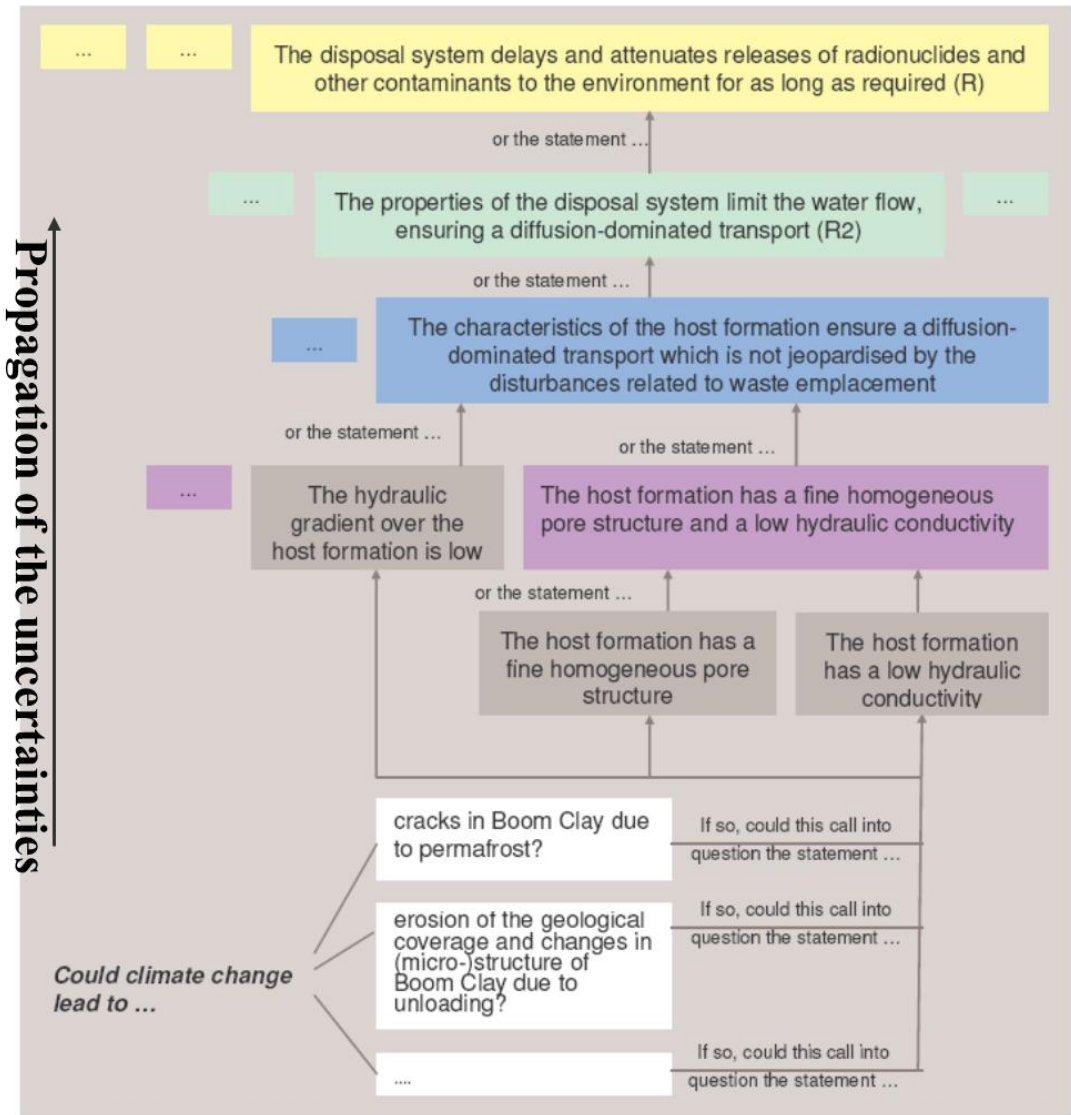 ...
...
The disposal system delays and attenuates releases of radionuclides and
other contaminants to the environment for as long as required (R)
or the statement ...
...
The properties of the disposal system limit the water flow,
ensuring a diffusion-dominated transport (R2)
...
or the statement ...
...
The characteristics of the host formation ensure a diffusion-
dominated transport which is not jeopardised by the
disturbances related to waste emplacement
or the statement ...
or the statement ...
...
The hydraulic
gradient over the
host formation is low
The host formation has a fine homogeneous
pore structure and a low hydraulic conductivity
or the statement ...
The host formation has a
fine homogeneous pore
structure
The host formation
has a low hydraulic
conductivity
Propagation of the uncertainties
cracks in Boom Clay due
to permafrost?
If so, could this call into
question the statement ...
erosion of the geological
coverage and changes in
(micro-)structure of
Boom Clay due to
unloading?
If so, could this call into
question the statement ...
Could climate change
lead to ...
....
If so, could this call into
question the statement ...